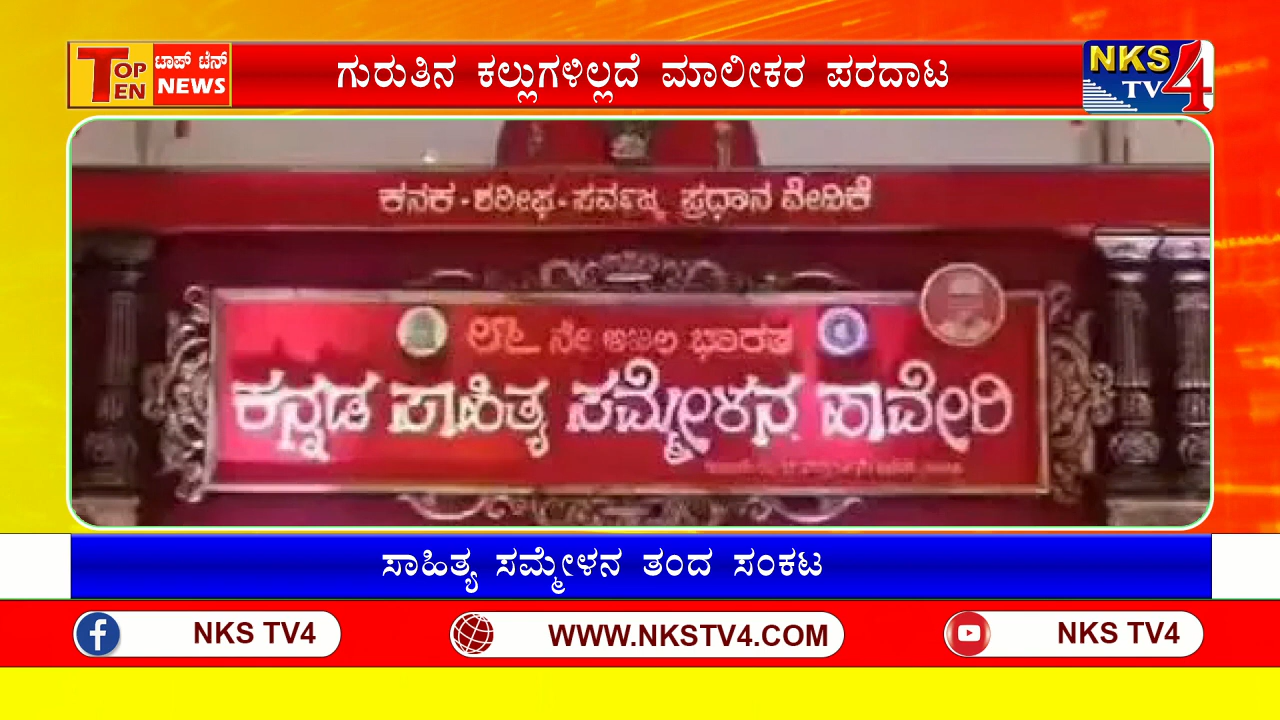 TOP TEN
ಟಾಪ್ ಟೆನ್
NEWS
ಗುರುತಿನ ಕಲ್ಲುಗಳಿಲ್ಲದೆ ಮಾಲೀಕರ ಪರದಾಟ
NKS
TV4
ಕನಕ-ಶರೀಫ-ಸರ್ವಜ್ಞ ಪ್ರಧಾನ ವೇದಿಕೆ
೮೬ ನೇ ಅಖಿಲ ಭಾರತ
ಕನ್ನಡ ಸಾಹಿತ್ಯ ಸಮ್ಮೇಳನ ಹಾವೇರಿ
ಸಾಹಿತ್ಯ ಸಮ್ಮೇಳನ ತಂದ ಸಂಕಟ
NKS TV4
WWW.NKSTV4.COM
NKS TV4